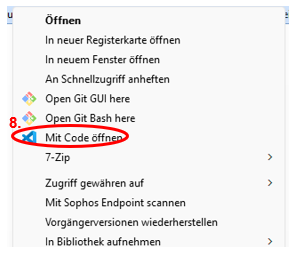 Öffnen
In neuer Registerkarte öffnen
In neuem Fenster öffnen
An Schnellzugriff anheften
Open Git GUI here
Open Git Bash here
8. Mit Code öffnen
7-Zip
Zugriff gewähren auf
Mit Sophos Endpoint scannen
Vorgängerversionen wiederherstellen
In Bibliothek aufnehmen